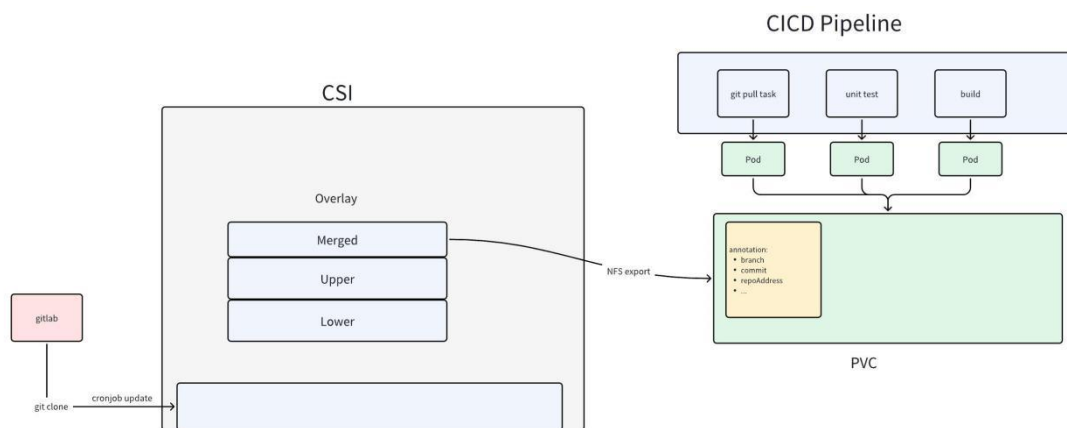 CICD Pipeline
git pull task
unit test
build
CSI
Pod
Pod
Pod
Overlay
Merged
Upper
Lower
annotation:
• branch
• commit
• repoAddress
• ...
NFS export
gitlab
PVC
git clone
cronjob update